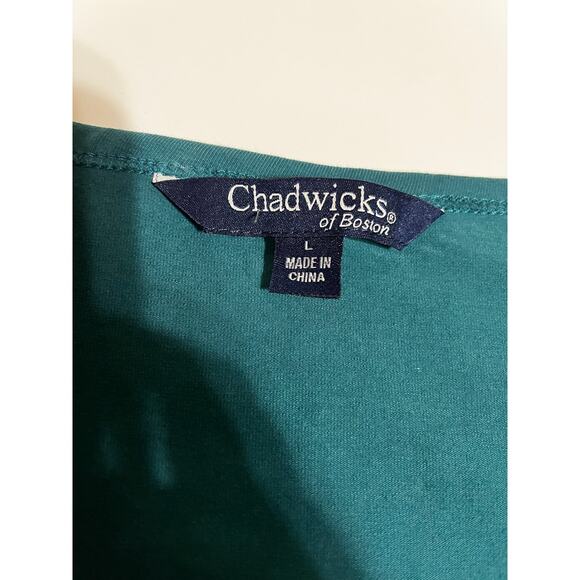 Chadwicks®
of Boston
L
MADE IN
CHINA